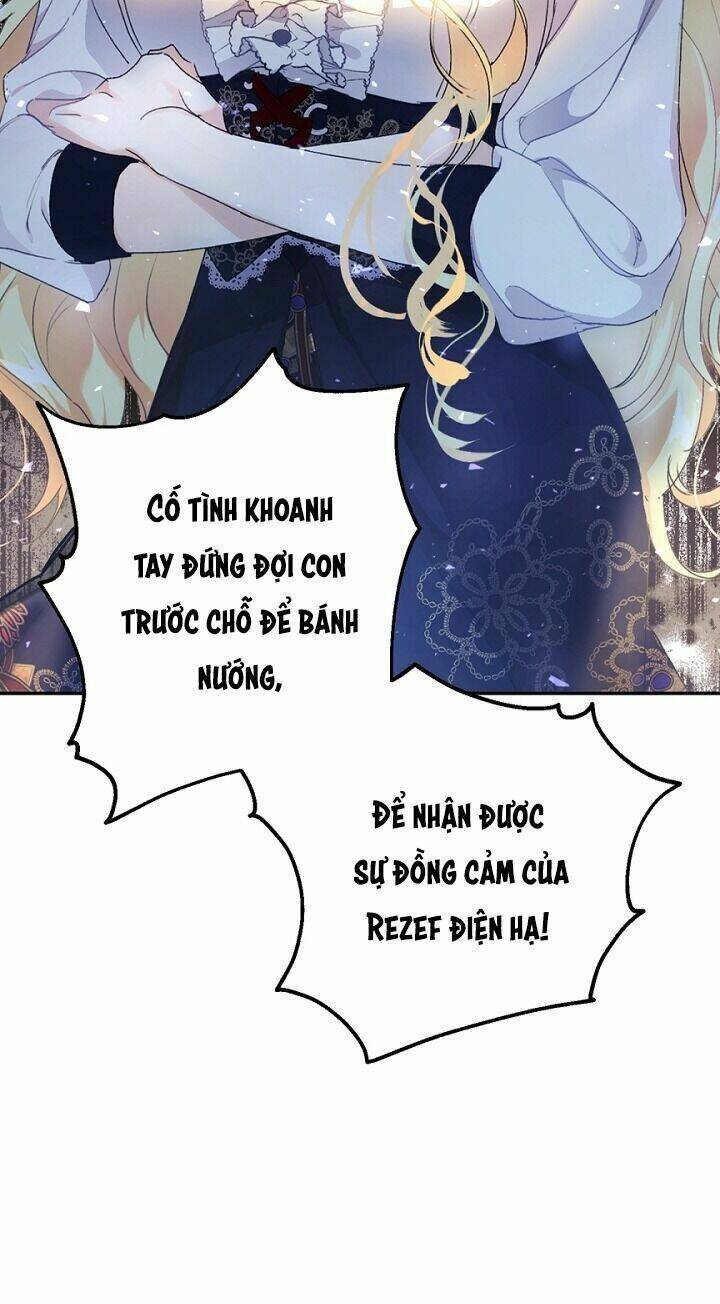 CỐ TÌNH KHOANH
TAY ĐỨNG ĐỢI CON
TRƯỚC CHỖ ĐỂ BÁNH
NƯỚNG,
ĐỂ NHẬN ĐƯỢC
SỰ ĐỒNG CẢM CỦA
REZEF ĐIỆN HẠ!